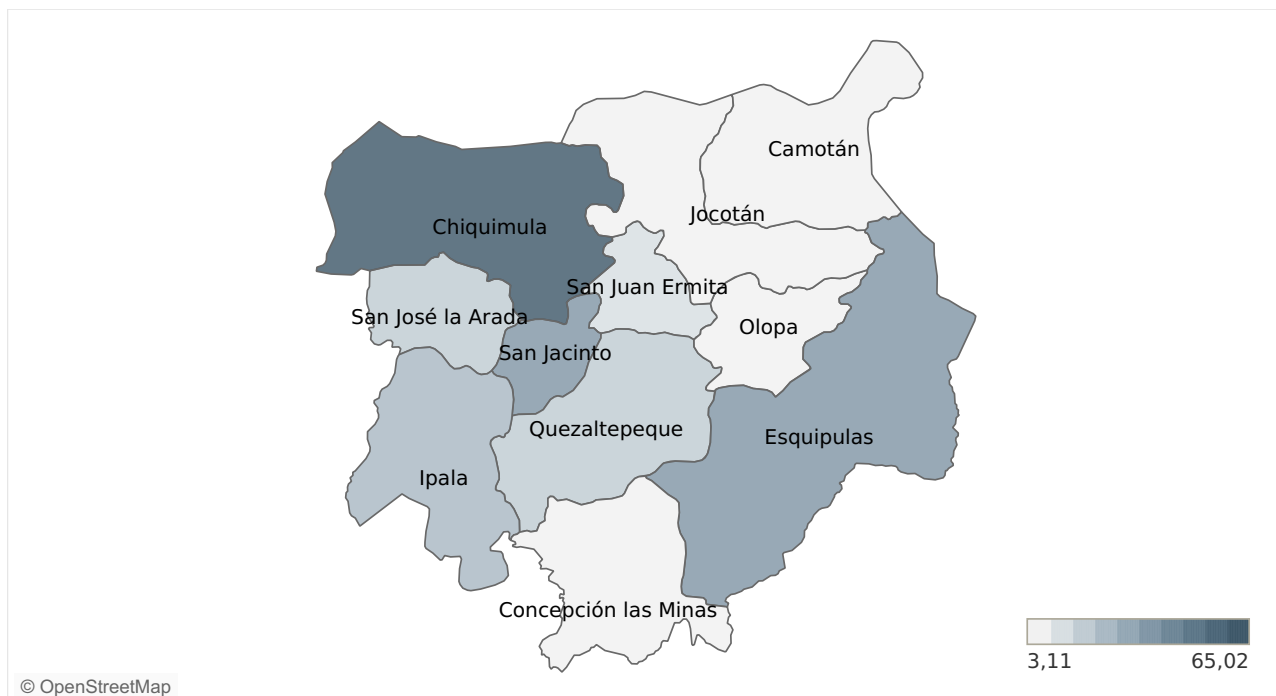 Camotán
Jocotán
Chiquimula
San Juan Ermita
San José la Arada
Olopa
San Jacinto
Quezaltepeque
Esquipulas
Ipala
Concepción las Minas
3,11 65,02
© OpenStreetMap